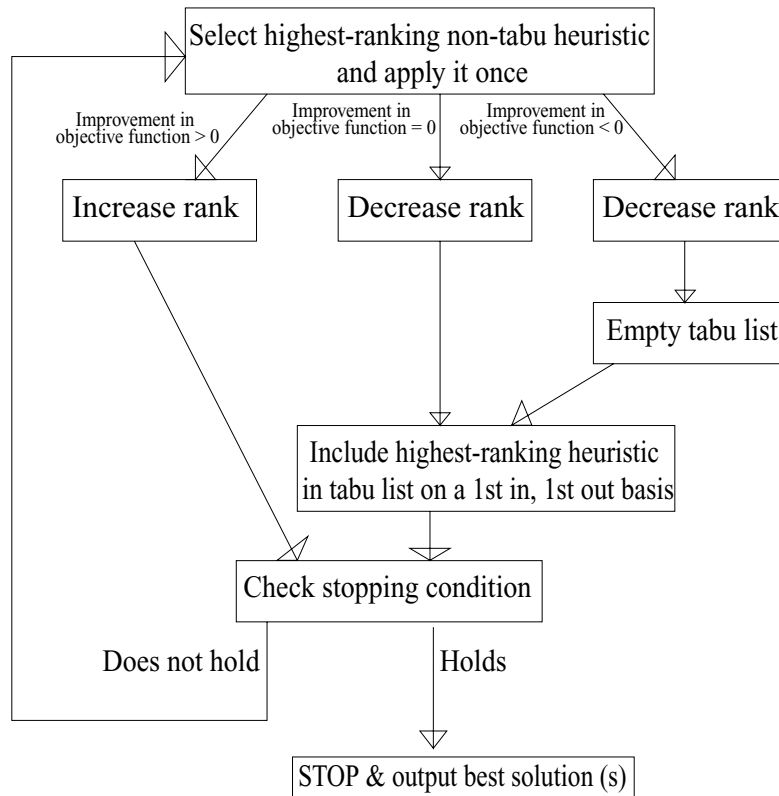 Select highest-ranking non-tabu heuristic
and apply it once
Improvement in
objective function > 0
Improvement in
objective function = 0
Improvement in
objective function < 0
Increase rank
Decrease rank
Decrease rank
Empty tabu list
Include highest-ranking heuristic
in tabu list on a 1st in, 1st out basis
Check stopping condition
Does not hold
Holds
STOP & output best solution (s)